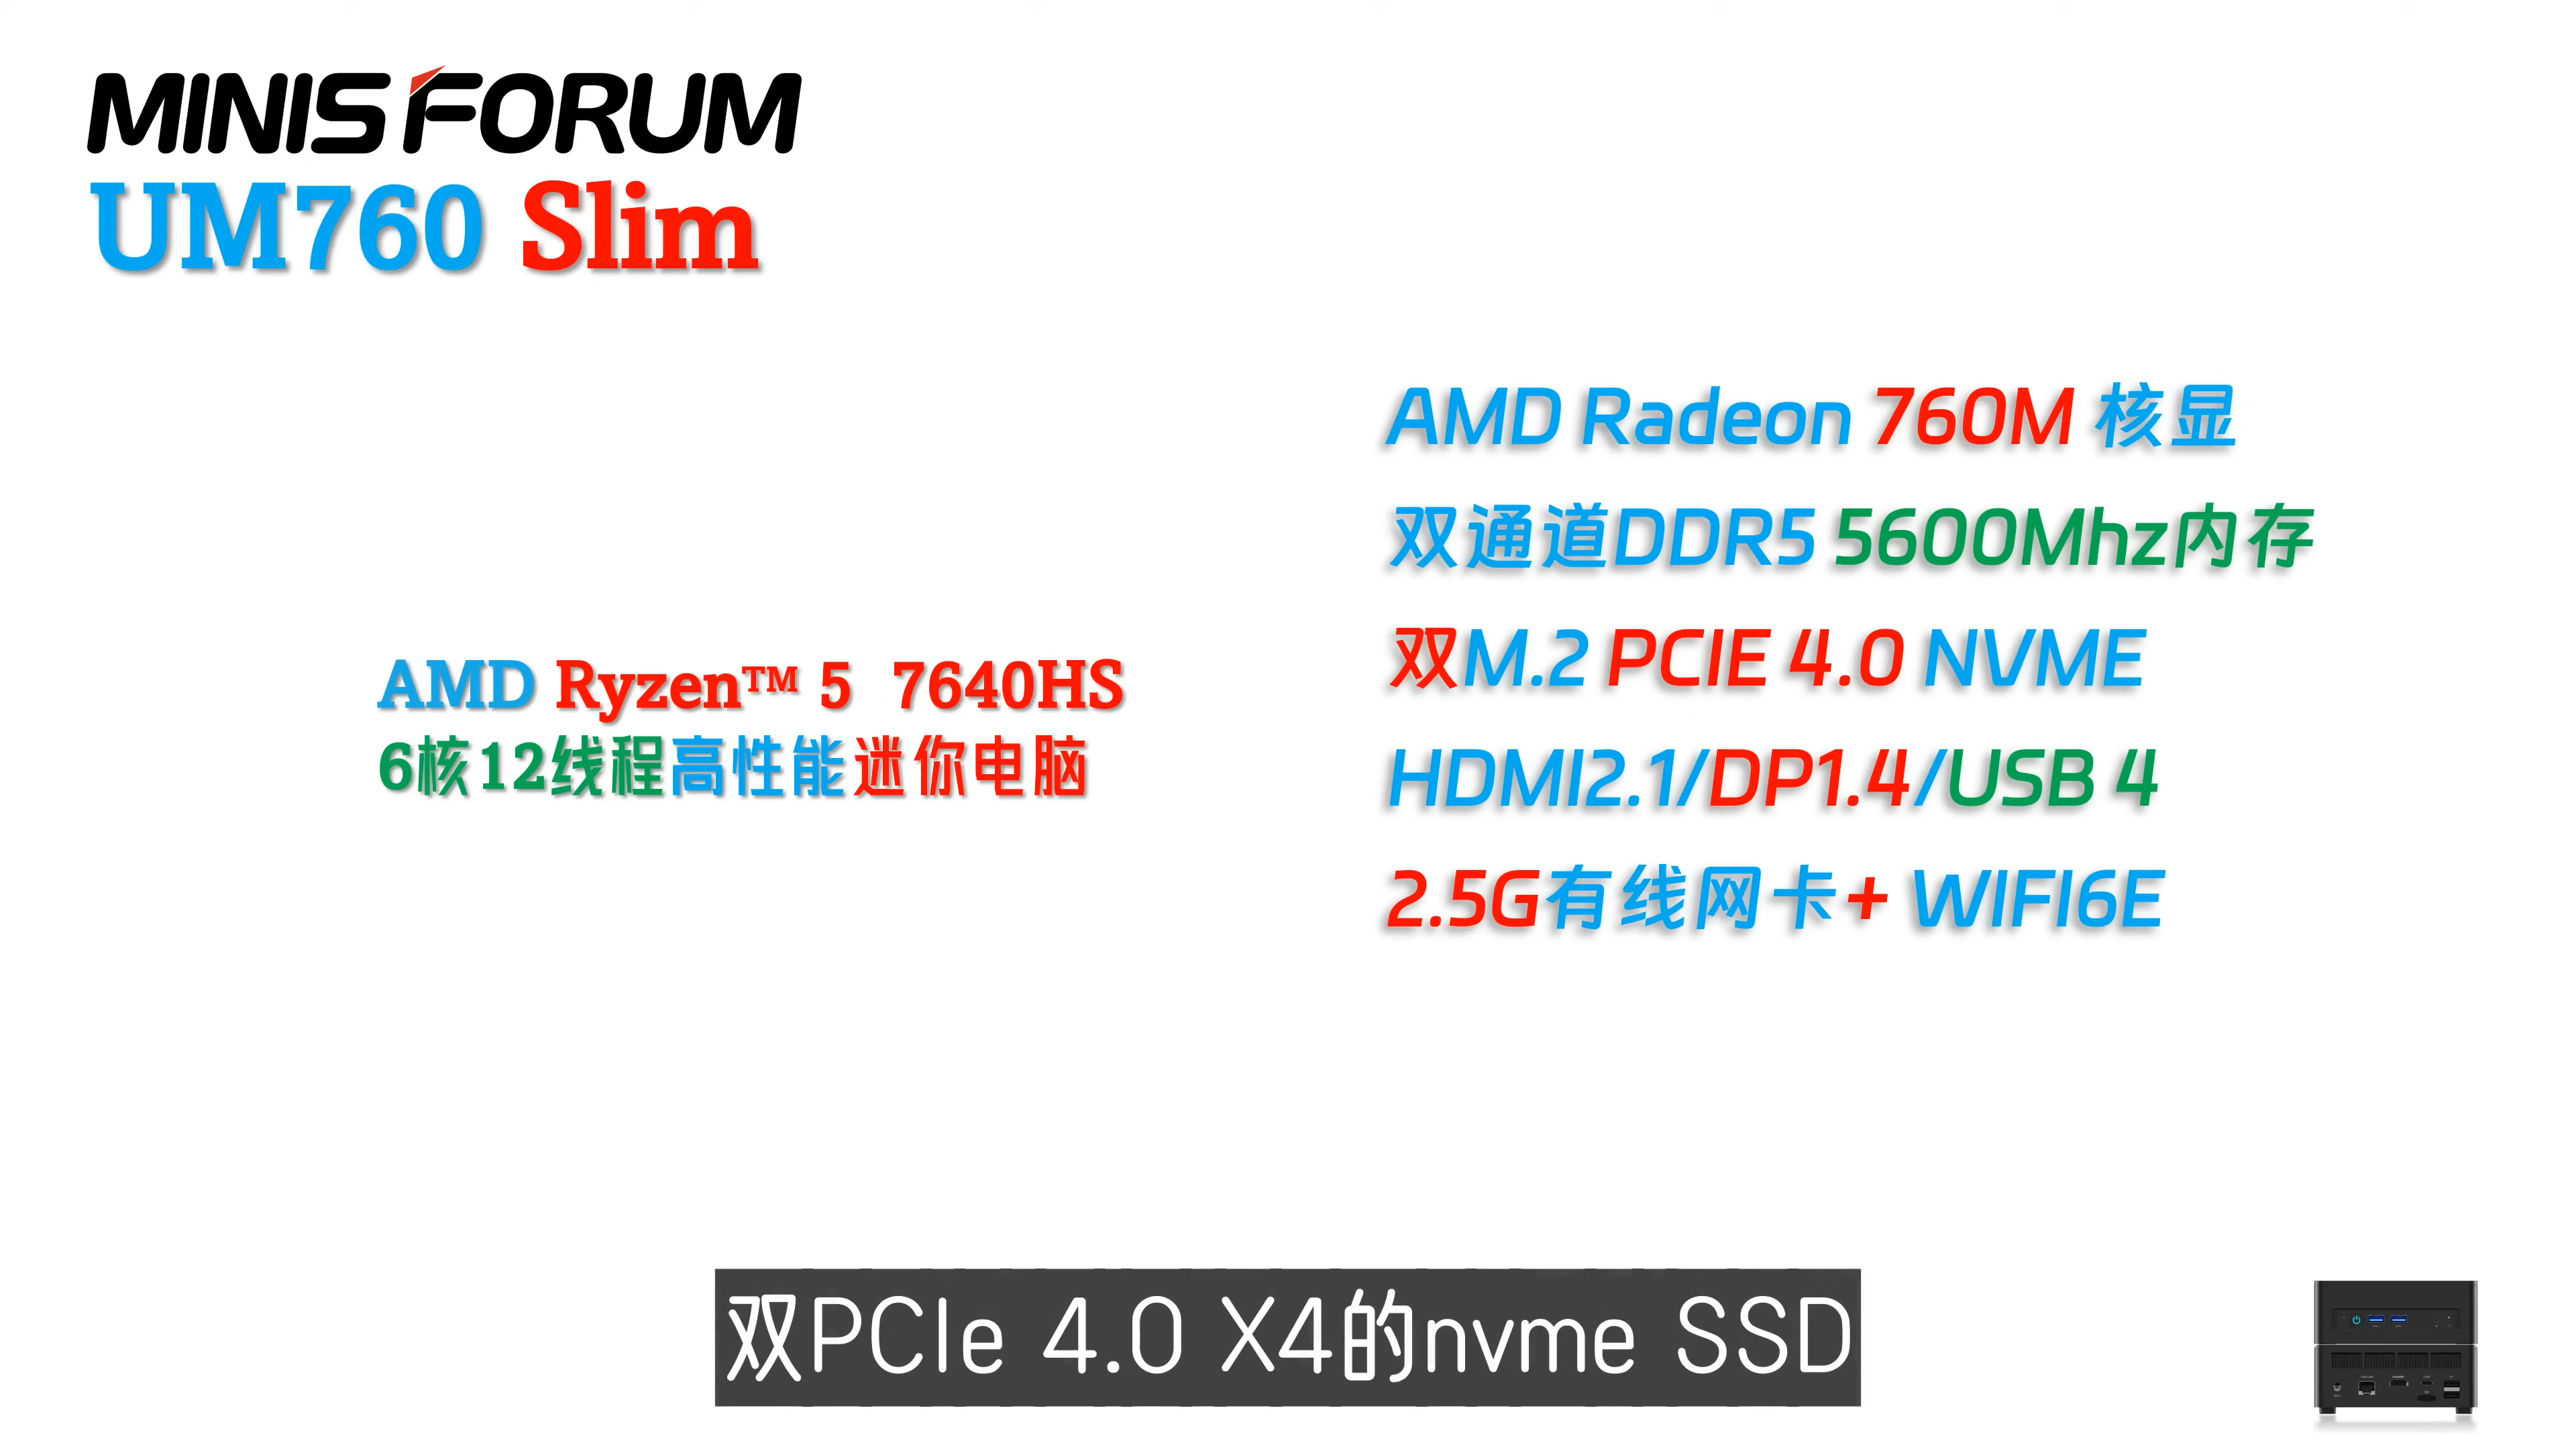 MINISFORUM
UM760 Slim
AMD Ryzen™ 5 7640HS
6核12线程高性能迷你电脑
AMD Radeon 760M 核显
双通道DDR5 5600Mhz内存
双M.2 PCIE 4.0 NVME
HDMI2.1/DP1.4/USB 4
2.5G有线网卡+ WIFI6E
双PCIe 4.0 X4的nvme SSD